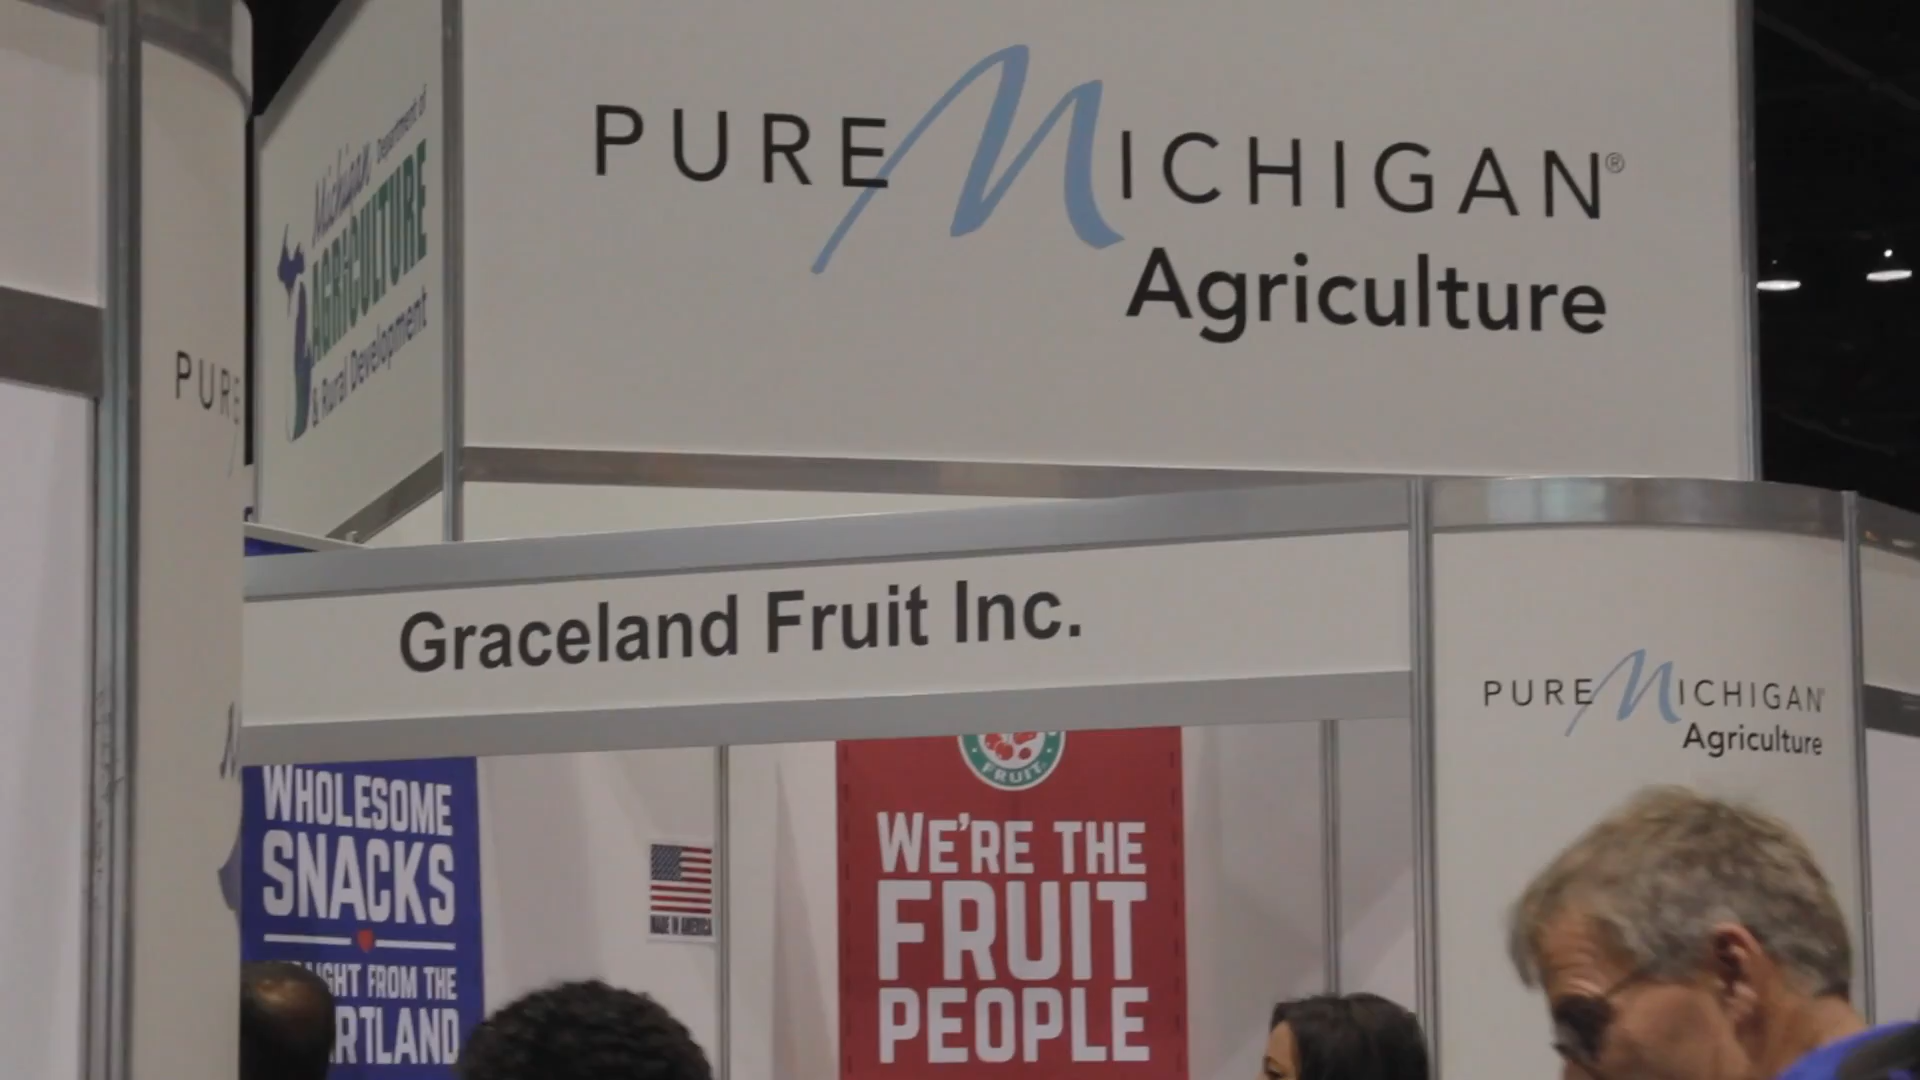 PURE MICHIGAN®
Agriculture
Michigan Department of
AGRICULTURE
& Rural Development
PURE
Graceland Fruit Inc.
PURE MICHIGAN
Agriculture
WHOLESOME
SNACKS
FROM THE
MADE IN AMERICA
FRUIT
WE'RE THE
FRUIT
PEOPLE